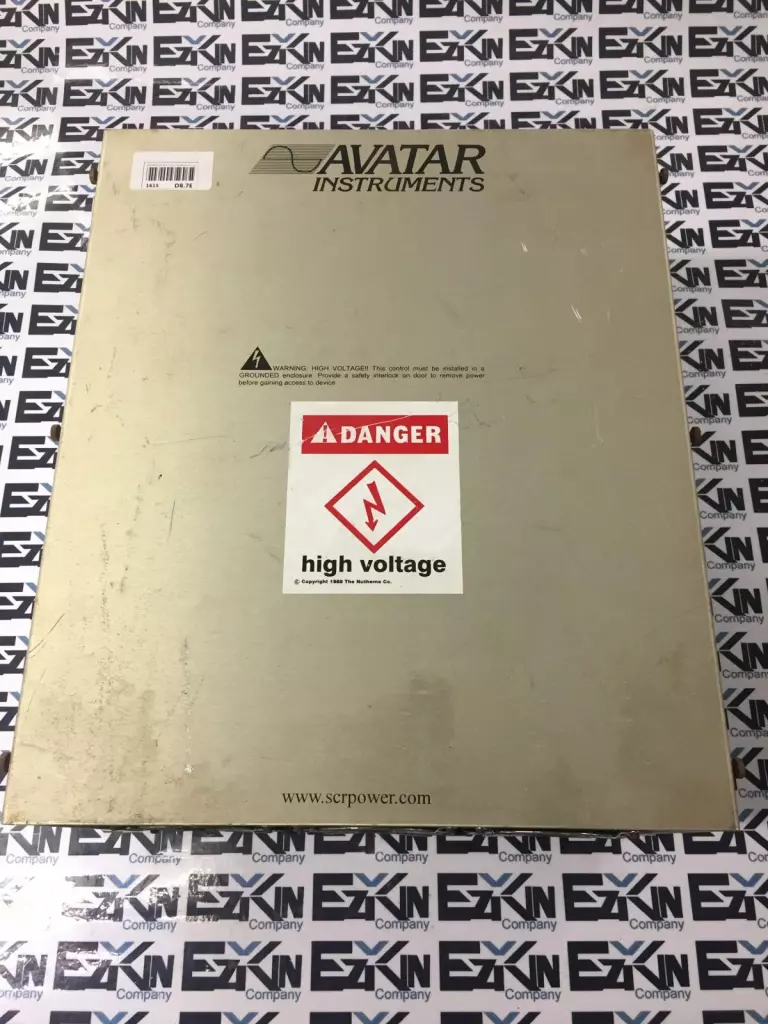 AVATAR
INSTRUMENTS
1615 D8.7E
WARNING: HIGH VOLTAGE!! This control must be installed in a
GROUNDED enclosure. Provide a safety interlock on door to remove power
before gaining access to device
DANGER
high voltage
© Copyright 1988 The Nutheme Co.
www.scrpower.com
EziXin
Company